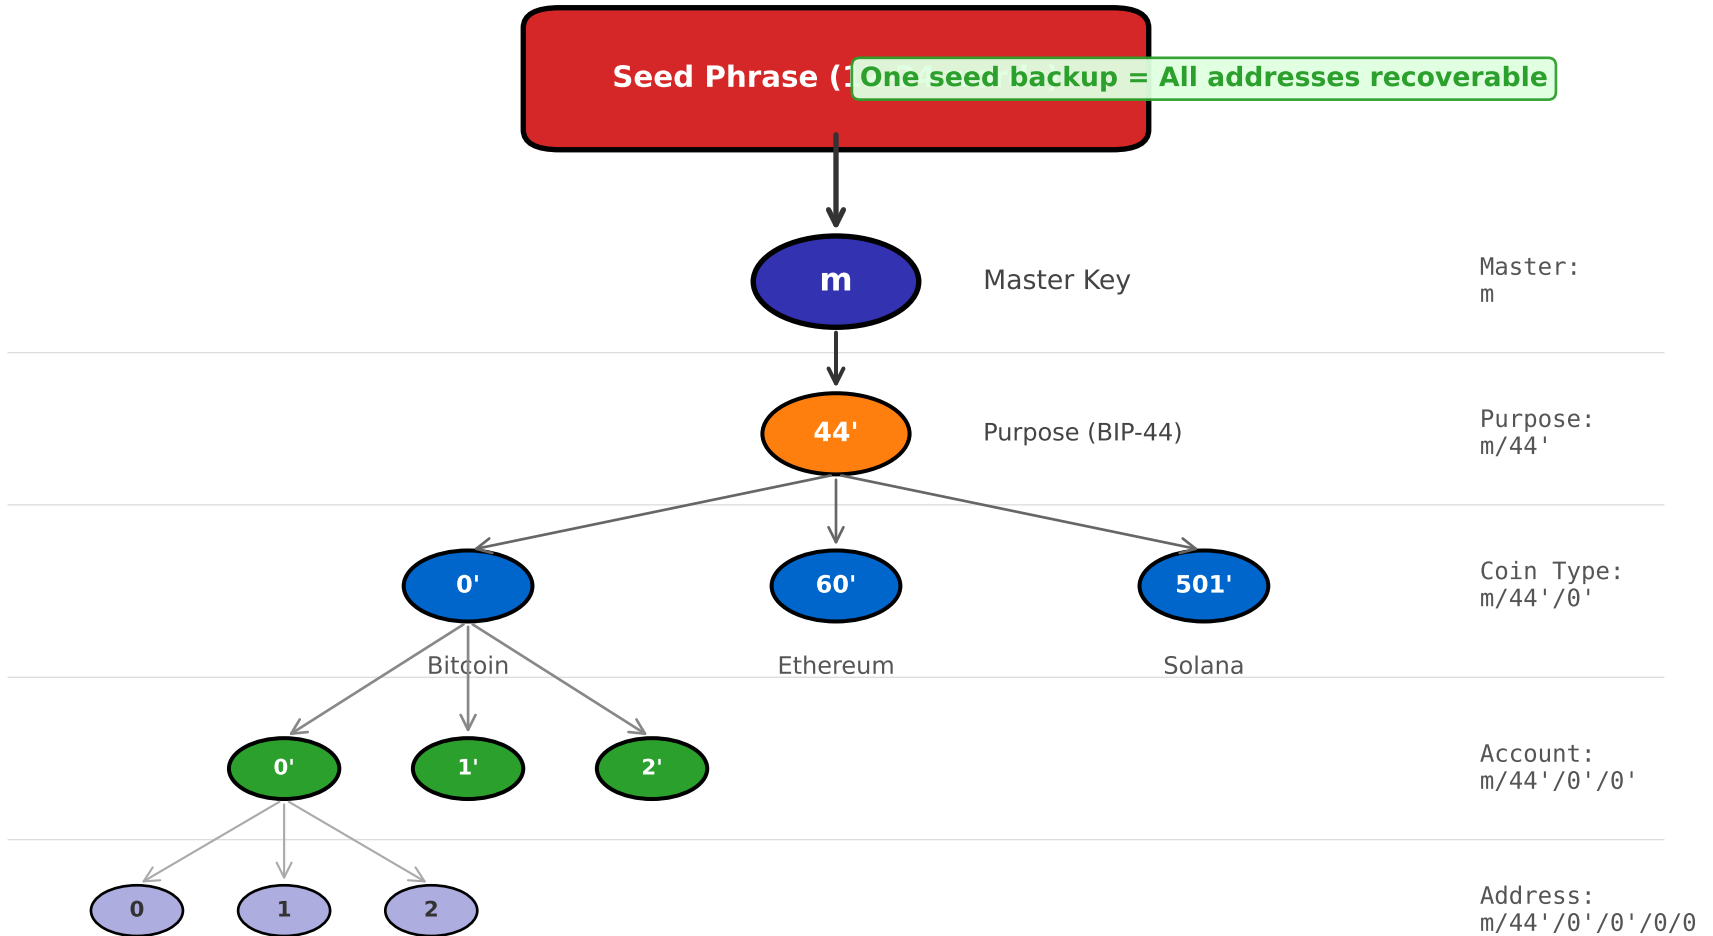 Seed Phrase (
One seed backup = All addresses recoverable
m
Master Key
Master:
m
44'
Purpose (BIP-44)
Purpose:
m/44'
0'
60'
501'
Coin Type:
m/44'/0'
Bitcoin
Ethereum
Solana
0'
1'
2'
Account:
m/44'/0'/0'
0
1
2
Address:
m/44'/0'/0'/0/0